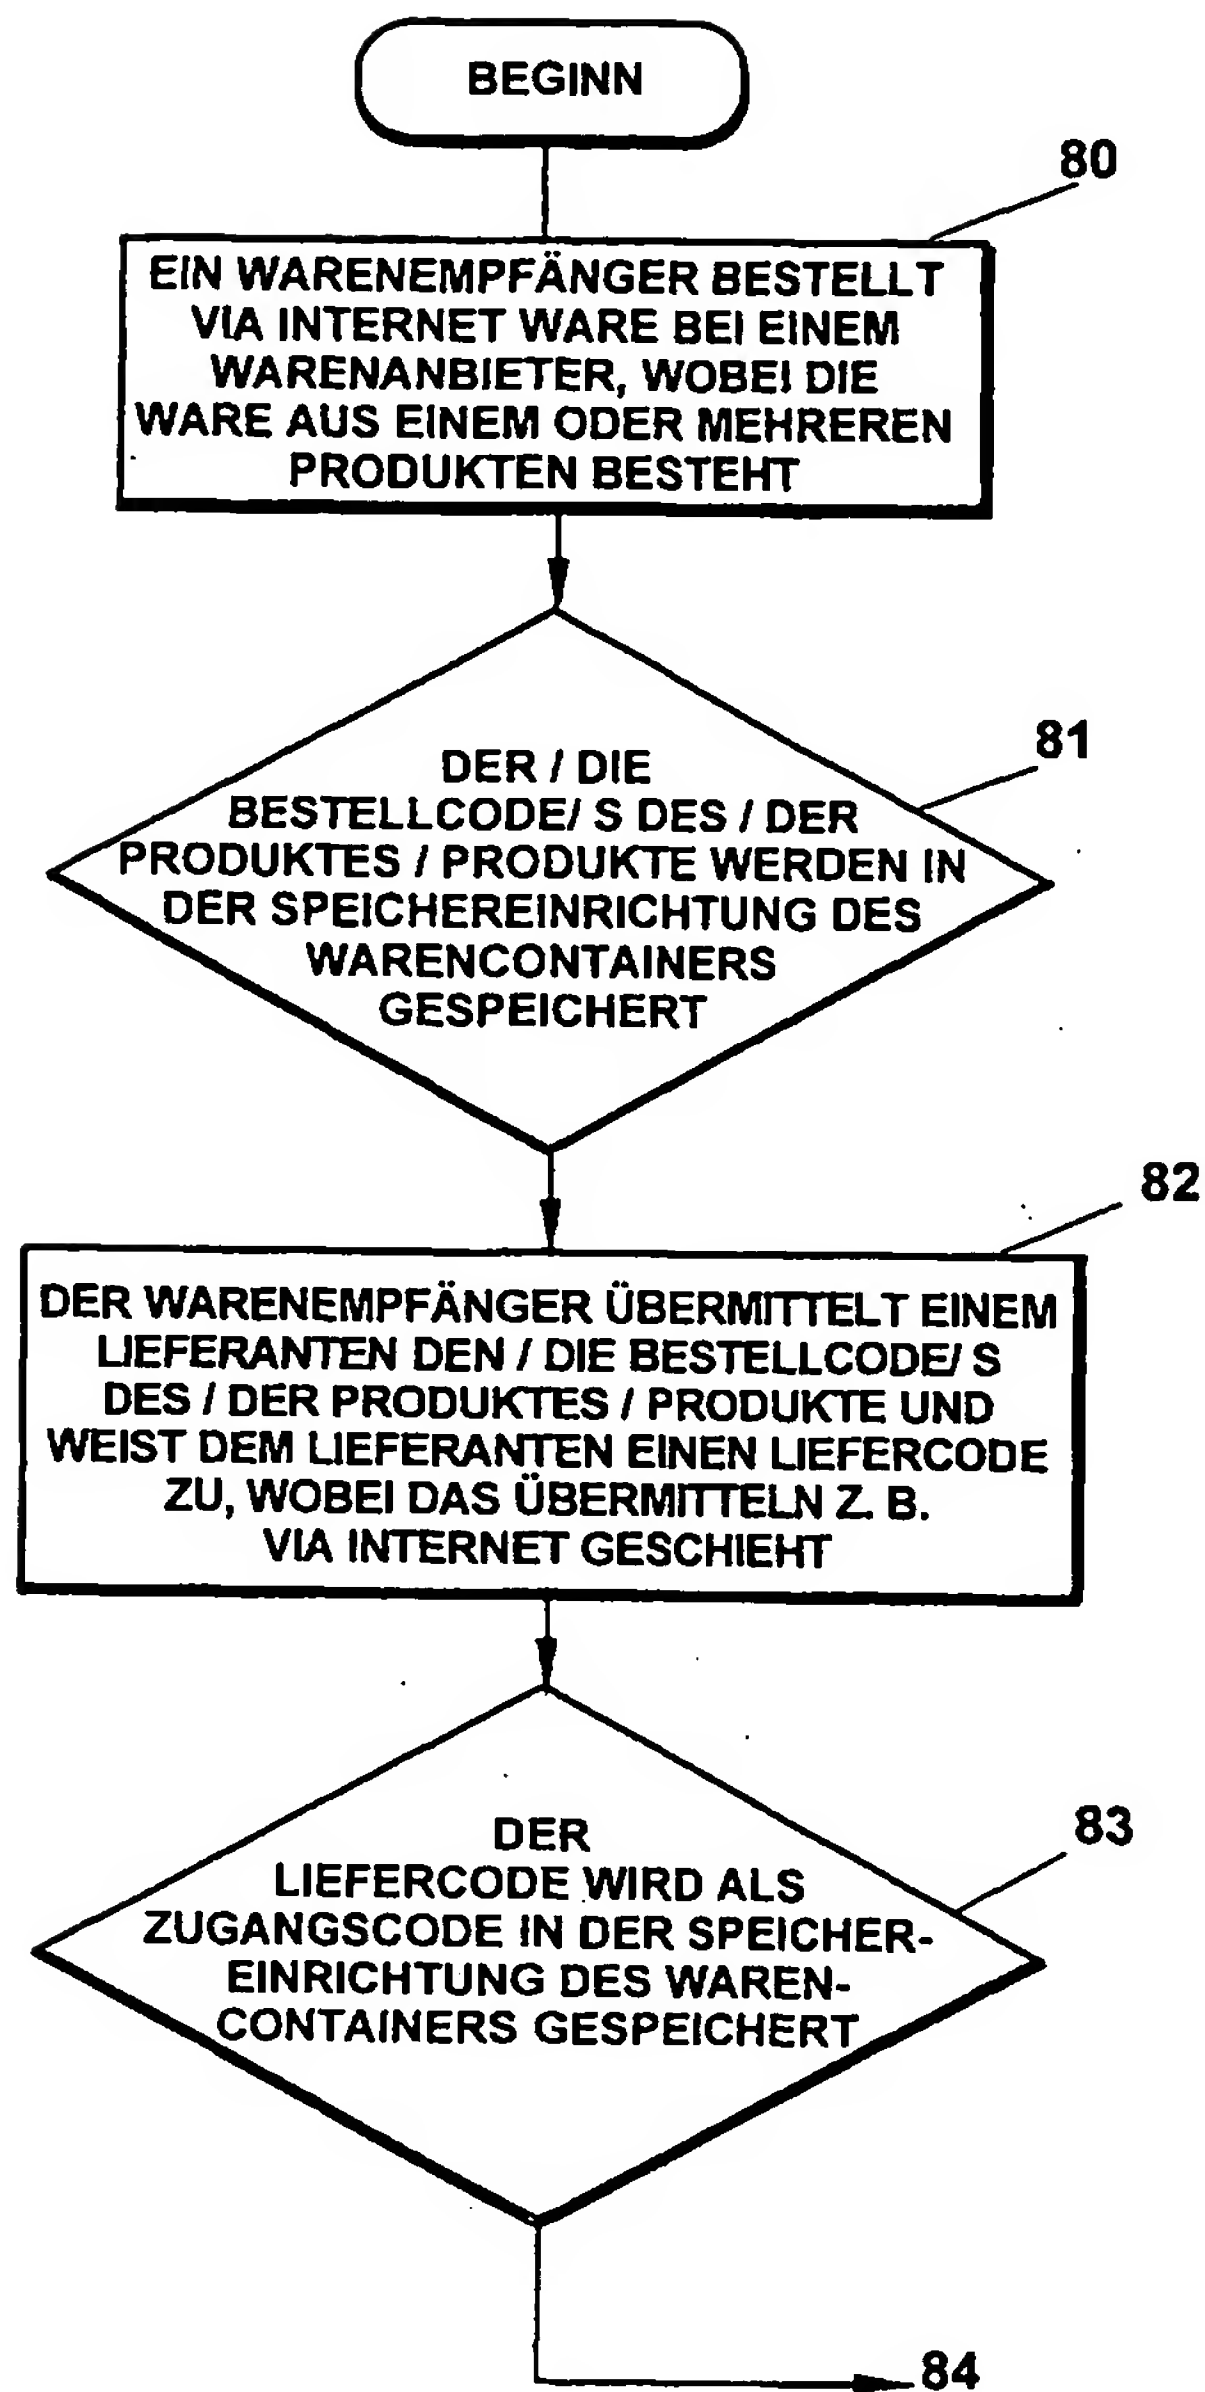 BEGINN
80
EIN WARENEMPFÄNGER BESTELLT
VIA INTERNET WARE BEI EINEM
WARENANBIETER, WOBEI DIE
WARE AUS EINEM ODER MEHREREN
PRODUKTEN BESTEHT
81
DER / DIE
BESTELLCODE/ S DES / DER
PRODUKTES / PRODUKTE WERDEN IN
DER SPEICHEREINRICHTUNG DES
WARENCONTAINERS
GESPEICHERT
82
DER WARENEMPFÄNGER ÜBERMITTELT EINEM
LIEFERANTEN DEN / DIE BESTELLCODE/ S
DES / DER PRODUKTES / PRODUKTE UND
WEIST DEM LIEFERANTEN EINEN LIEFERCODE
ZU, WOBEI DAS ÜBERMITTELN Z. B.
VIA INTERNET GESCHIEHT
83
DER
LIEFERCODE WIRD ALS
ZUGANGSCODE IN DER SPEICHER-
EINRICHTUNG DES WAREN-
CONTAINERS GESPEICHERT
84